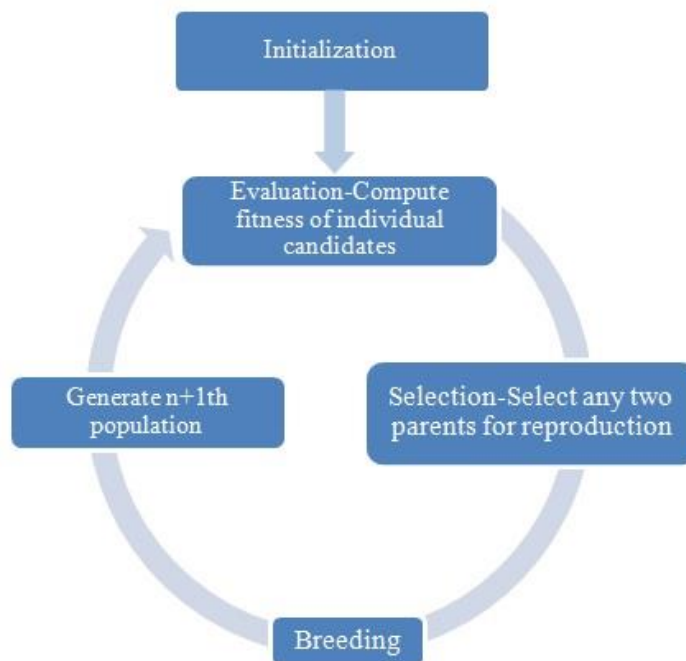 Initialization
Evaluation-Compute
fitness of individual
candidates
Selection-Select any two
parents for reproduction
Breeding
Generate n+1th
population